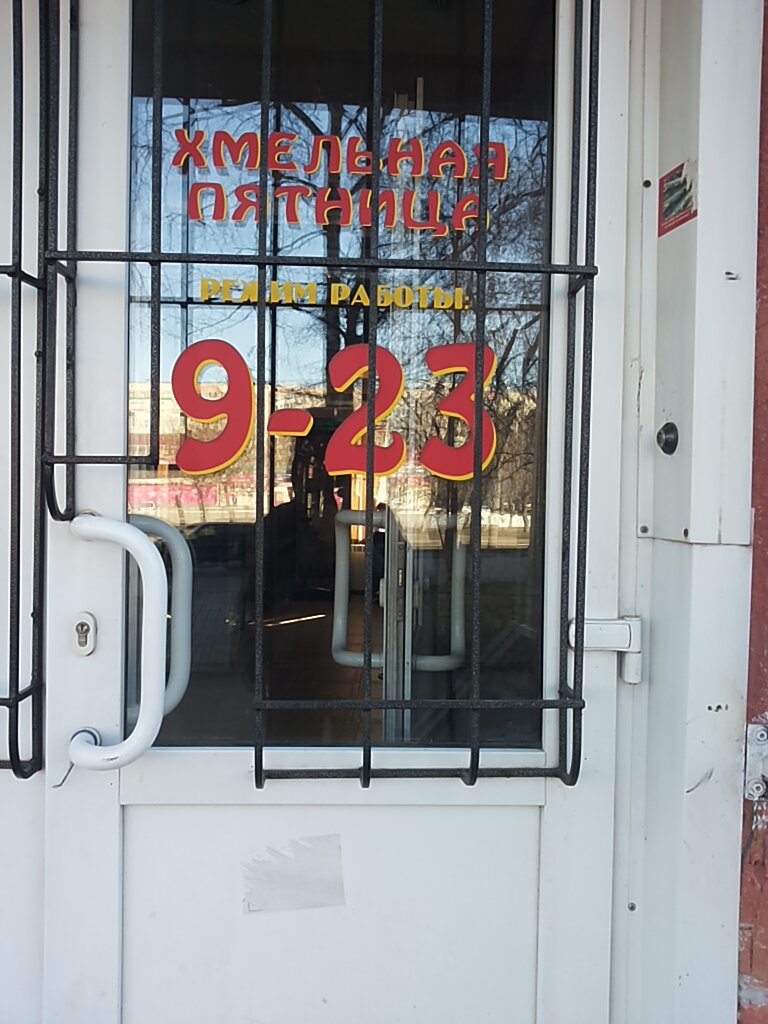 ХМЕЛЬНАЯ
ПЯТНИЦА
РЕЖИМ РАБОТЫ:
9-23